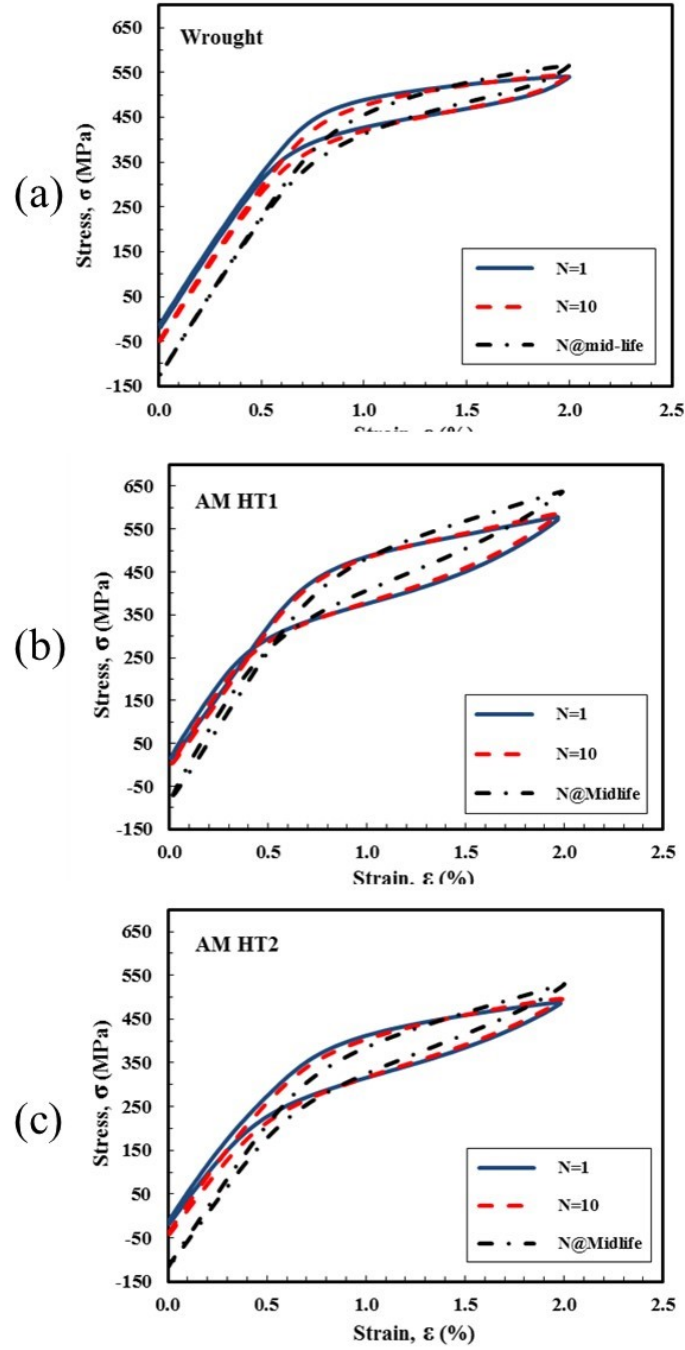 Wrought
(a)
Stress, σ (MPa)
650
550
450
350
250
150
50
-50
-150
N=1
N=10
N@mid-life
0.0 0.5 1.0 1.5 2.0 2.5
Strain, ε (%)
AM HT1
(b)
Stress, σ (MPa)
650
550
450
350
250
150
50
-50
-150
N=1
N=10
N@Midlife
0.0 0.5 1.0 1.5 2.0 2.5
Strain, ε (%)
AM HT2
(c)
Stress, σ (MPa)
650
550
450
350
250
150
50
-50
-150
N=1
N=10
N@Midlife
0.0 0.5 1.0 1.5 2.0 2.5
Strain, ε (%)